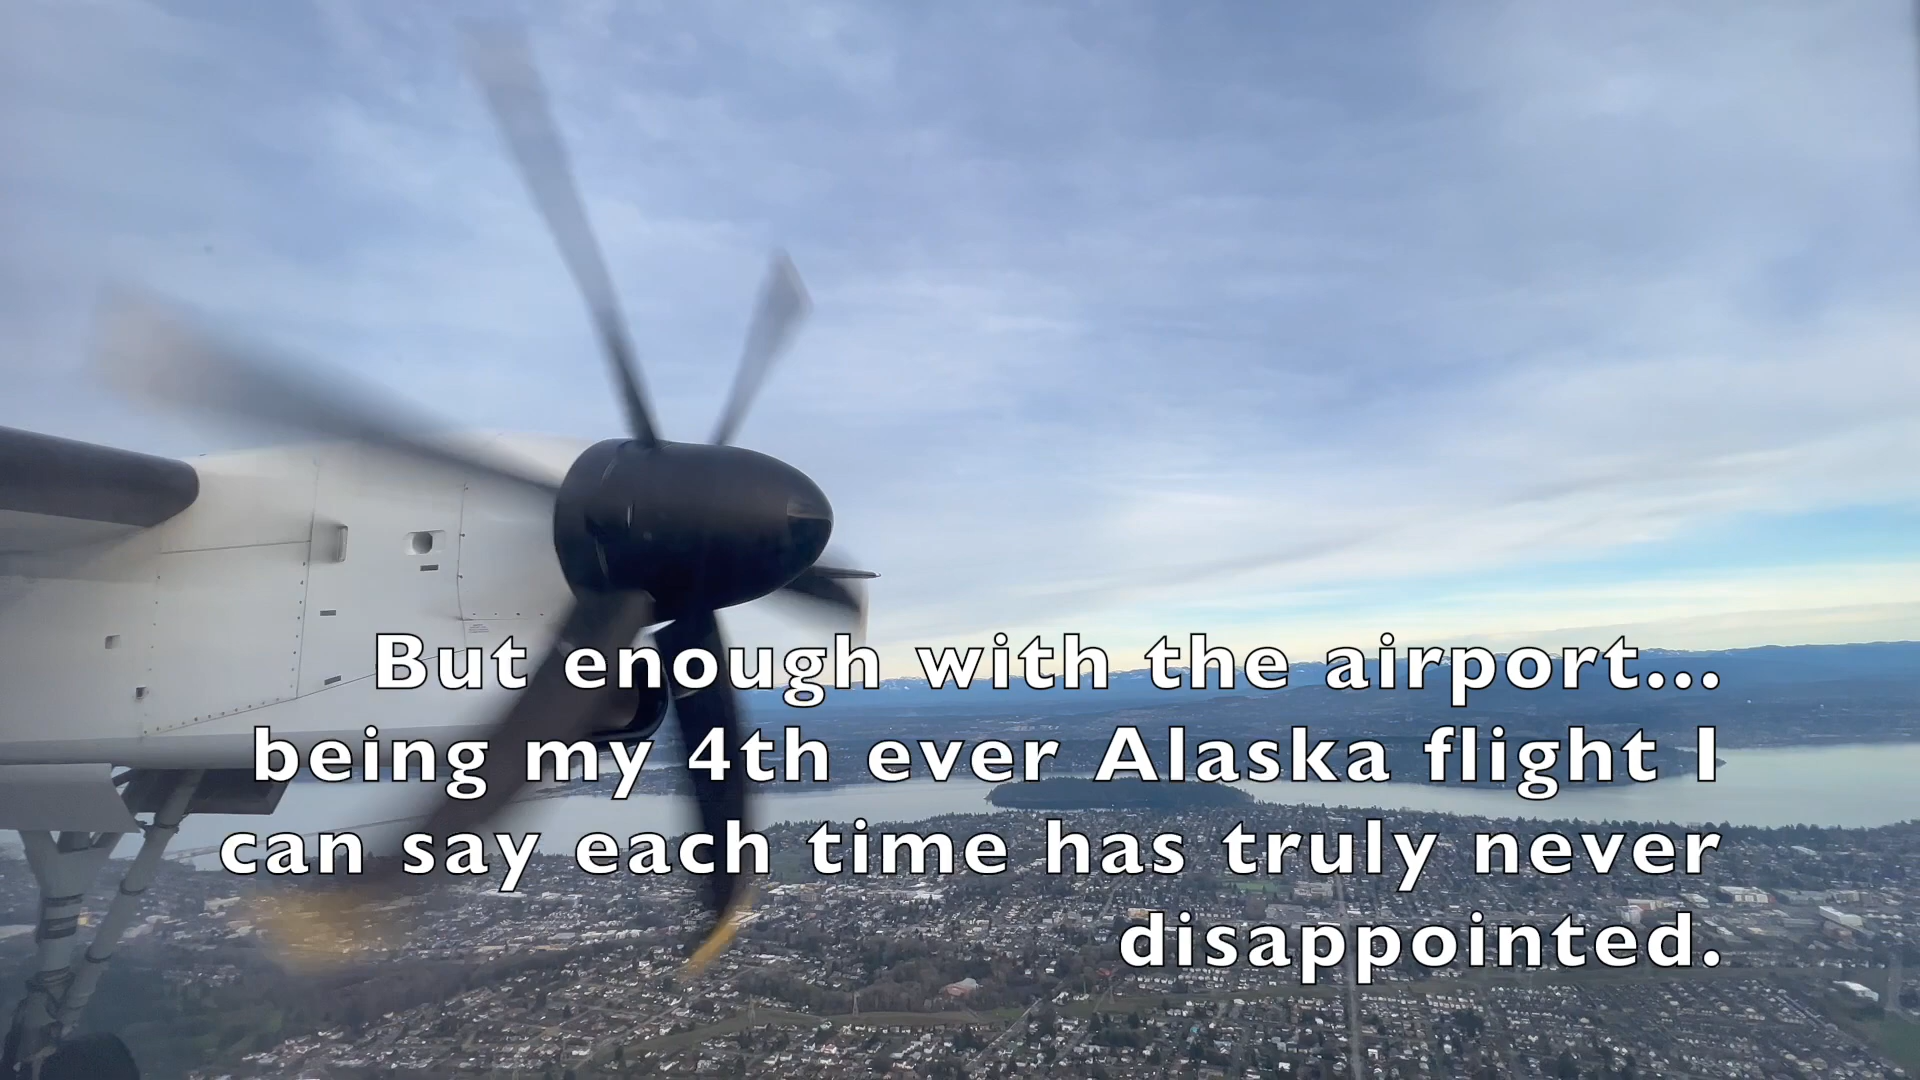 But enough with the airport...
being my 4th ever Alaska flight I
can say each time has truly never
disappointed.